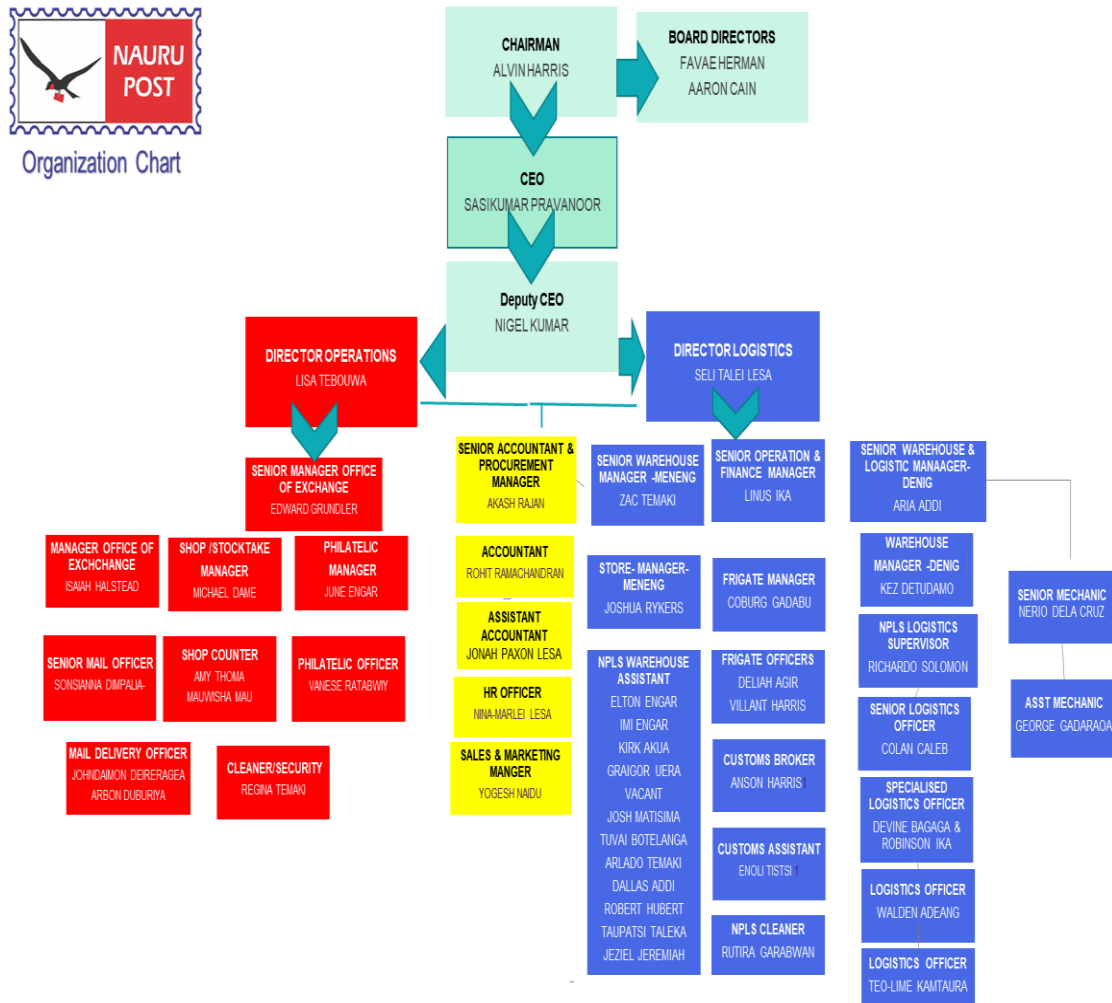 NAURU
POST
Organization Chart
CHAIRMAN
ALVIN HARRIS
BOARD DIRECTORS
FAVAE HERMAN
AARON CAIN
CEO
SASIKUMAR PRAVANOOR
Deputy CEO
NIGEL KUMAR
DIRECTOR OPERATIONS
LISA TEBOUWA
DIRECTOR LOGISTICS
SELI TALEI LESA
SENIOR MANAGER OFFICE
OF EXCHANGE
EDWARD GRUNDLER
MANAGER OFFICE OF
EXCHCHANGE
ISAIAH HALSTEAD
SHOP /STOCKTAKE
MANAGER
MICHAEL DAME
PHILATELIC
MANAGER
JUNE ENGAR
SENIOR MAIL OFFICER
SONSIANNA DIMPALIA-
SHOP COUNTER
AMY THOMA
MAUWISHA MAU
PHILATELIC OFFICER
VANESE RATABWIY
MAIL DELIVERY OFFICER
JOHNDAIMON DEIRERAGEA
ARBON DUBURIYA
CLEANER/SECURITY
REGINA TEMAKI
SENIOR ACCOUNTANT &
PROCUREMENT
MANAGER
AKASH RAJAN
ACCOUNTANT
ROHIT RAMACHANDRAN
ASSISTANT
ACCOUNTANT
JONAH PAXON LESA
HR OFFICER
NINA-MARLEI LESA
SALES & MARKETING
MANGER
YOGESH NAIDU
SENIOR WAREHOUSE
MANAGER -MENENG
ZAC TEMAKI
STORE- MANAGER-
MENENG
JOSHUA RYKERS
NPLS WAREHOUSE
ASSISTANT
ELTON ENGAR
IMI ENGAR
KIRK AKUA
GRAIGOR UERA
VACANT
JOSH MATISIMA
TUVAI BOTELANGA
ARLADO TEMAKI
DALLAS ADDI
ROBERT HUBERT
TAUPATSI TALEKA
JEZIEL JEREMIAH
SENIOR OPERATION &
FINANCE MANAGER
LINUS IKA
FRIGATE MANAGER
COBURG GADABU
FRIGATE OFFICERS
DELIAH AGIR
VILLANT HARRIS
CUSTOMS BROKER
ANSON HARRIS1
CUSTOMS ASSISTANT
ENOLI TISTSI 1
NPLS CLEANER
RUTIRA GARABWAN
SENIOR WAREHOUSE &
LOGISTIC MANAAGER-
DENIG
ARIA ADDI
WAREHOUSE
MANAGER -DENIG
KEZ DETUDAMO
NPLS LOGISTICS
SUPERVISOR
RICHARDO SOLOMON
SENIOR LOGISTICS
OFFICER
COLAN CALEB
SPECIALISED
LOGISTICS OFFICER
DEVINE BAGAGA &
ROBINSON IKA
LOGISTICS OFFICER
WALDEN ADEANG
LOGISTICS OFFICER
TEO-LIME KAMTAURA
SENIOR MECHANIC
NERIO DELA CRUZ
ASST MECHANIC
GEORGE GADARAOA